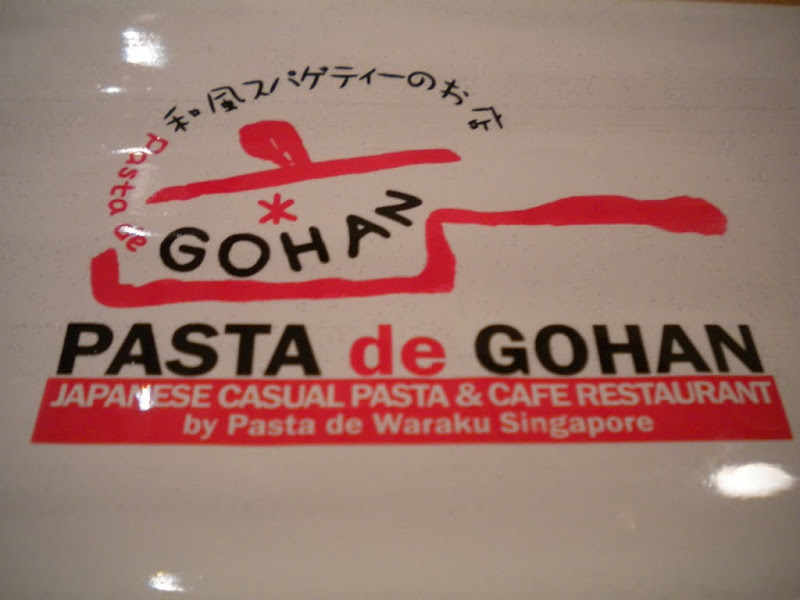 和風スパゲティーのお店
Pasta de
GOHAN
PASTA de GOHAN
JAPANESE CASUAL PASTA & CAFE RESTAURANT
by Pasta de Waraku Singapore